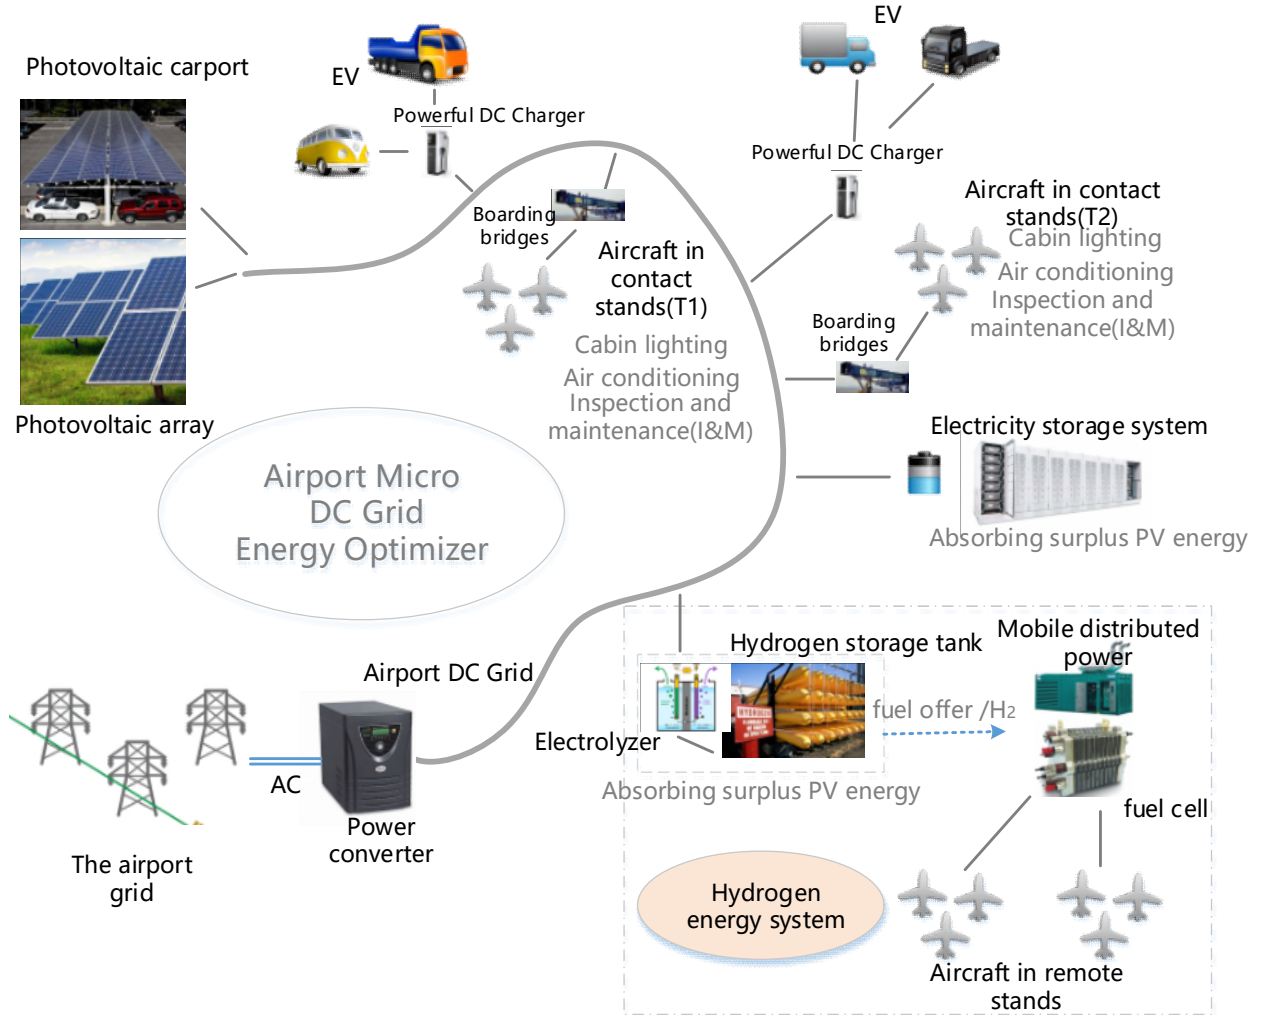 Photovoltaic carport
EV
Powerful DC Charger
EV
Powerful DC Charger
Aircraft in contact
stands(T2)
Cabin lighting
Air conditioning
Inspection and
maintenance(I&M)
Boarding
bridges
Aircraft in
contact
stands(T1)
Cabin lighting
Air conditioning
Inspection and
maintenance(I&M)
Boarding
bridges
Photovoltaic array
Electricity storage system
Absorbing surplus PV energy
Airport Micro
DC Grid
Energy Optimizer
Airport DC Grid
AC
Power
converter
The airport
grid
Hydrogen storage tank
HYDROGEN
Electrolyzer
Absorbing surplus PV energy
fuel offer /H2
Mobile distributed
power
fuel cell
Hydrogen
energy system
Aircraft in remote
stands